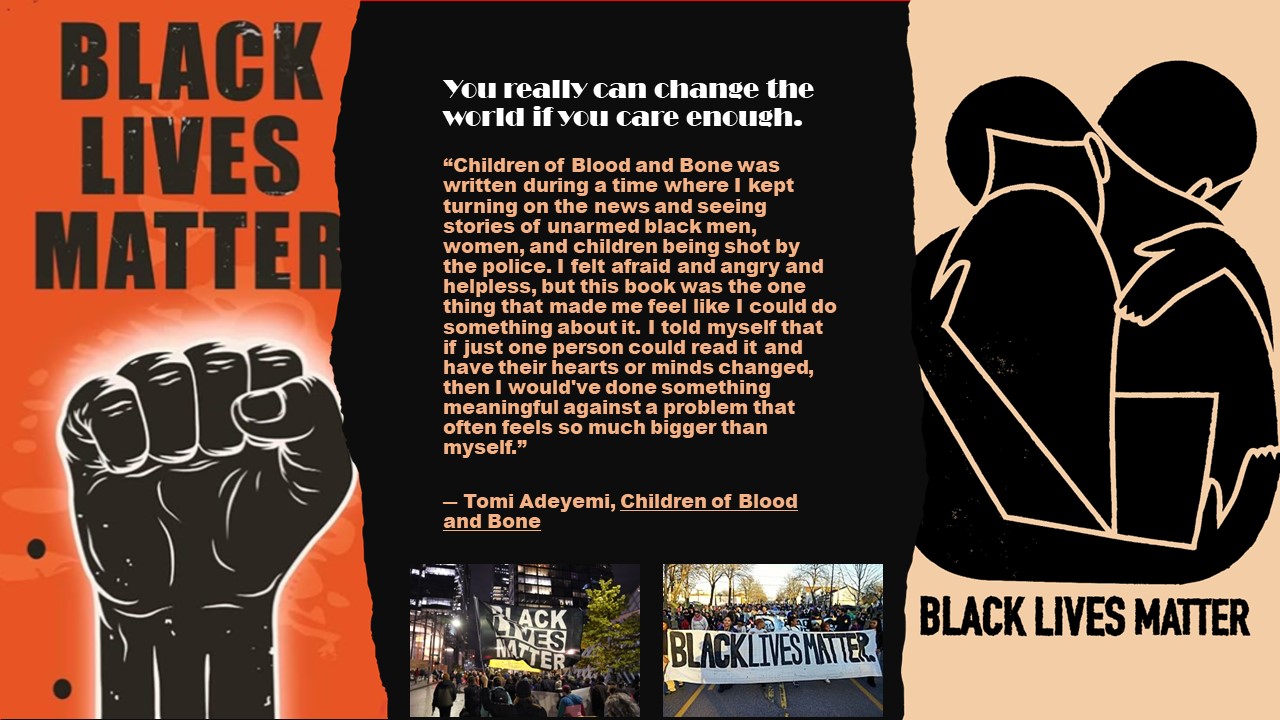 BLACK
LIVES
MATTER
You really can change the
world if you care enough.
“Children of Blood and Bone was
written during a time where I kept
turning on the news and seeing
stories of unarmed black men,
women, and children being shot by
the police. I felt afraid and angry and
helpless, but this book was the one
thing that made me feel like I could do
something about it. I told myself that
if just one person could read it and
have their hearts or minds changed,
then I would've done something
meaningful against a problem that
often feels so much bigger than
myself.”
― Tomi Adeyemi, Children of Blood
and Bone
BLACK
LIVES
MATTER
BLACK LIVES MATTER.
BLACK LIVES MATTER